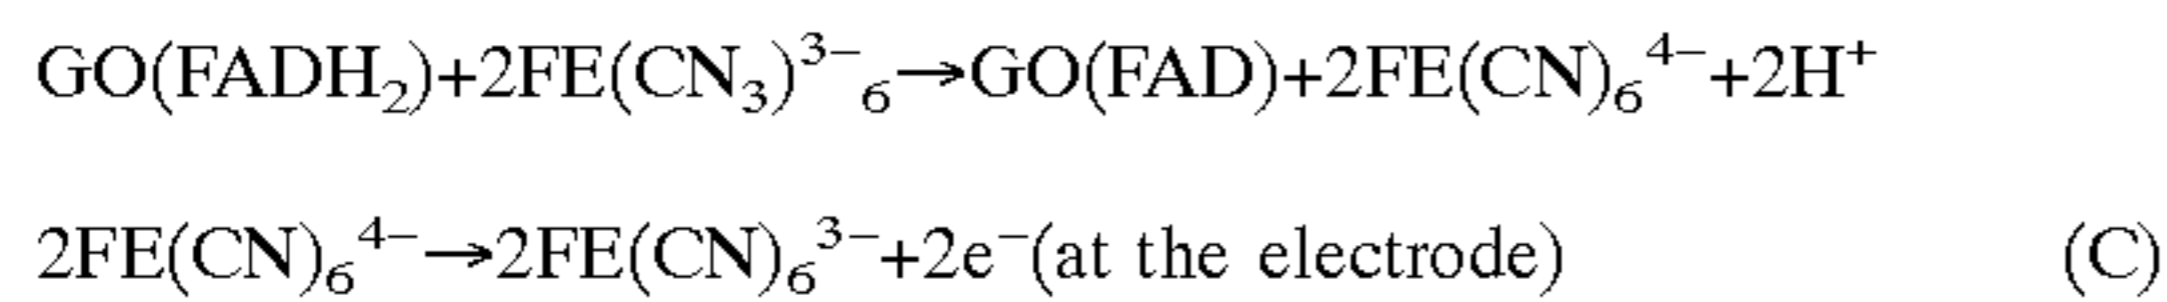 GO(FADH₂)+2FE(CN₃)³⁻₆→GO(FAD)+2FE(CN)₆⁴⁻+2H⁺
2FE(CN)₆⁴⁻→2FE(CN)₆³⁻+2e⁻(at the electrode) (C)